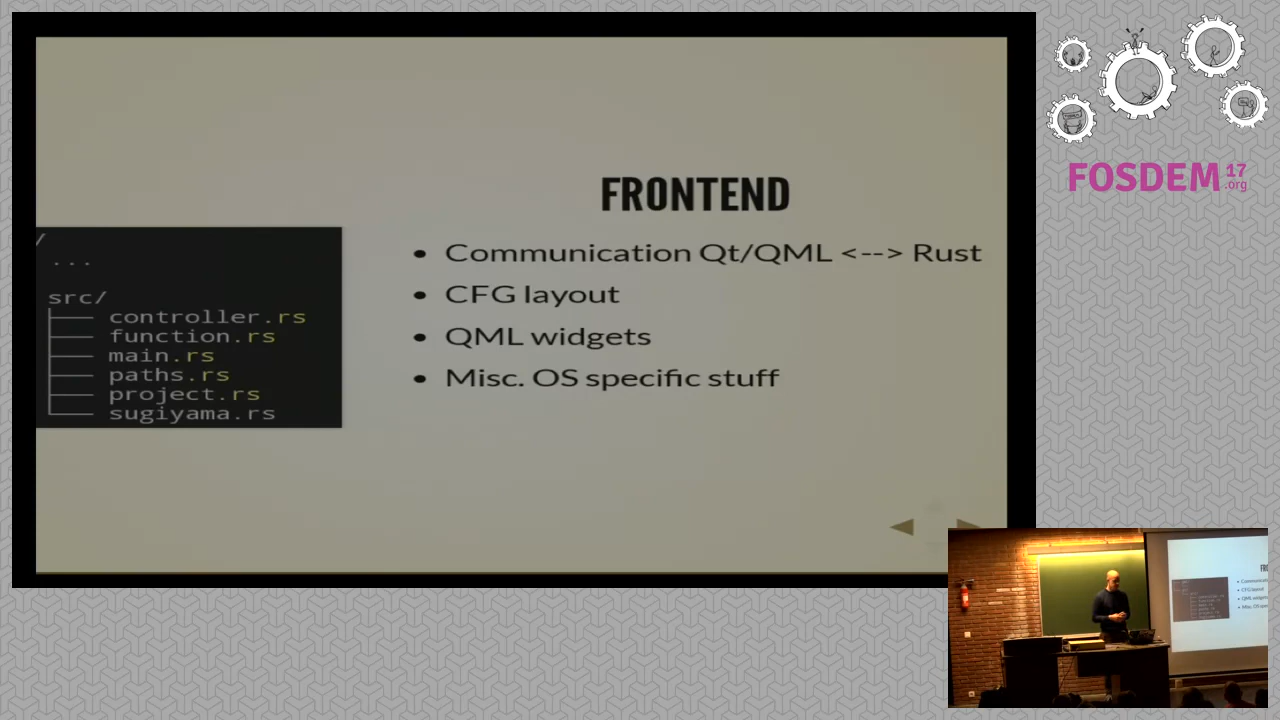 FRONTEND
/
...
src/
controller.rs
function.rs
main.rs
paths.rs
project.rs
sugiyama.rs
• Communication Qt/QML <--> Rust
• CFG layout
• QML widgets
• Misc. OS specific stuff
FOSDEM 17
.org